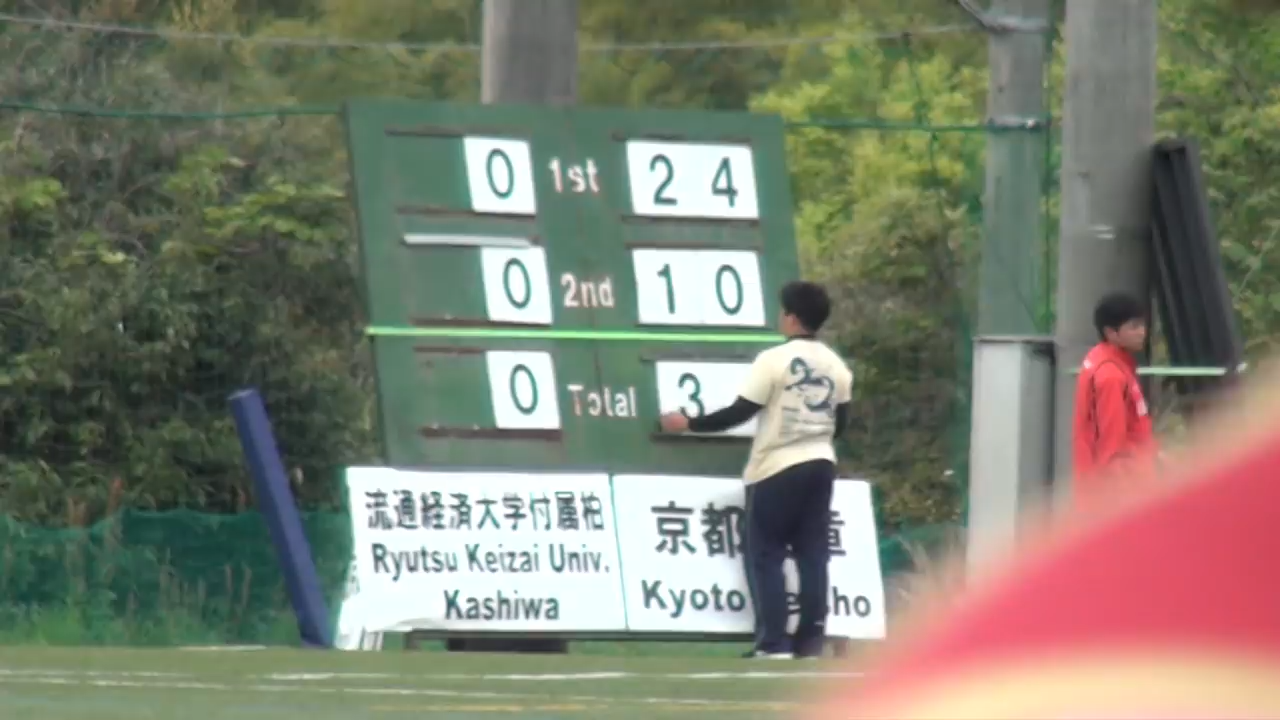 0 1st 24
0 2nd 10
0 Total 3
流通経済大学付属柏
Ryutsu Keizai Univ.
Kashiwa
京都
Kyoto